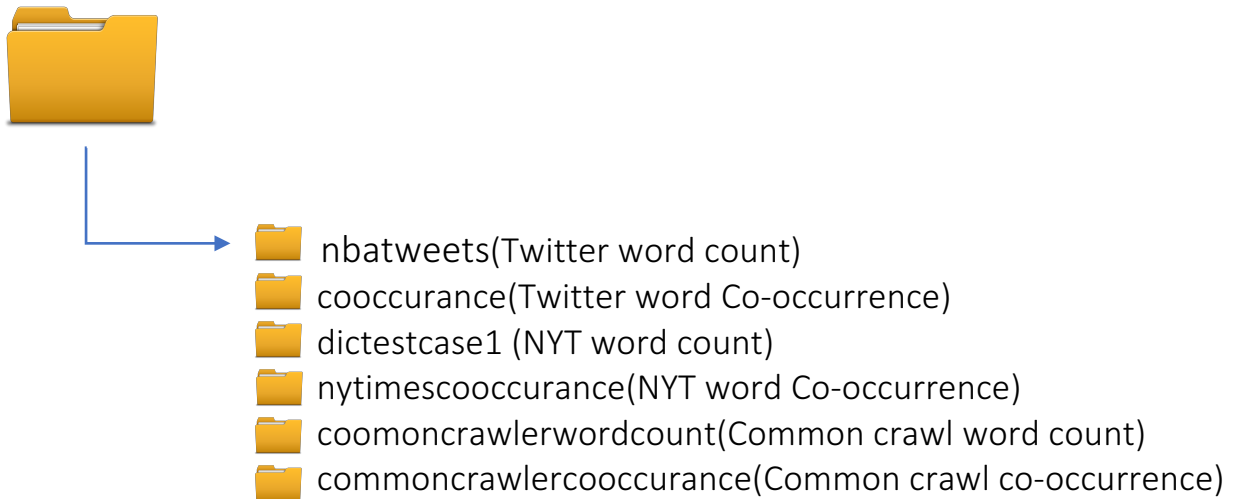 nbatweets(Twitter word count)
cooccurance(Twitter word Co-occurrence)
dictestcase1 (NYT word count)
nytimescooccurance(NYT word Co-occurrence)
coomoncrawlerwordcount(Common crawl word count)
commoncrawlercooccurance(Common crawl co-occurrence)